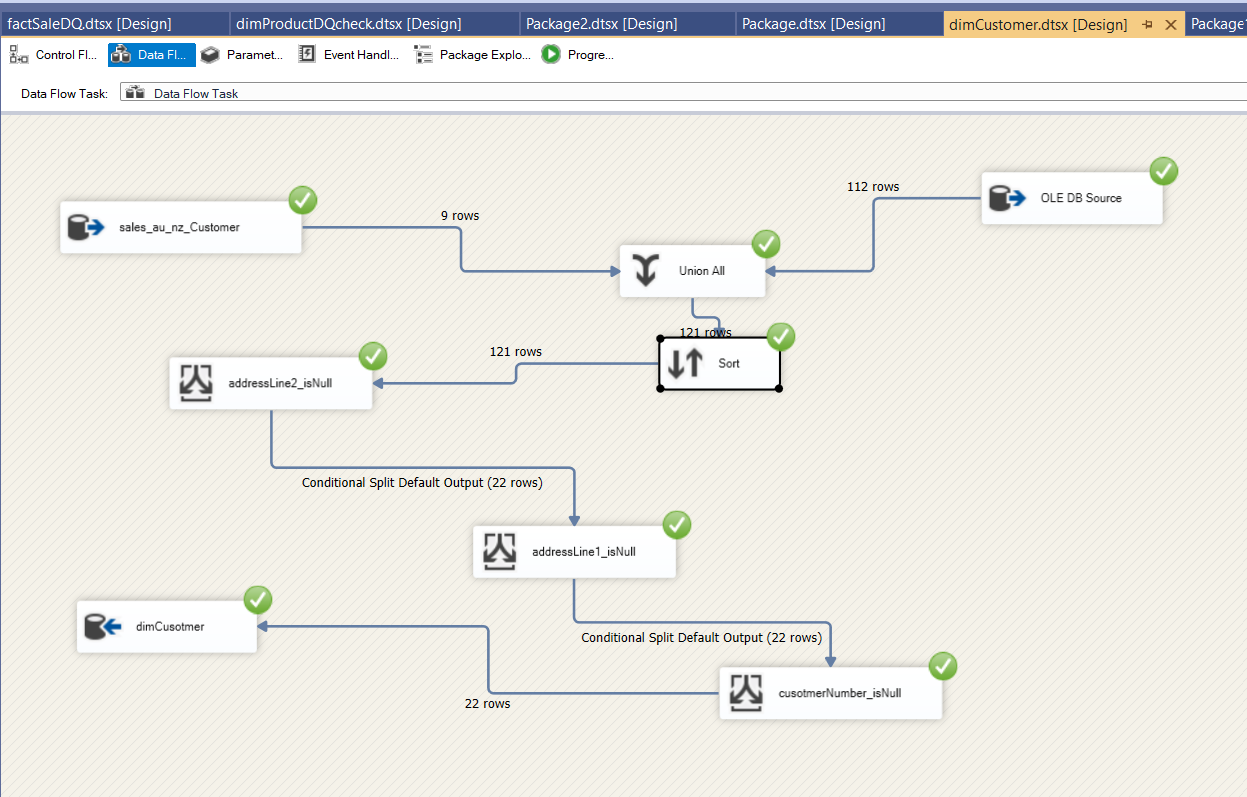 factSaleDQ.dtsx [Design]
dimProductDQcheck.dtsx [Design]
Package2.dtsx [Design]
Package.dtsx [Design]
dimCustomer.dtsx [Design]
Package
Control Fl...
Data Fl...
Paramet...
Event Handl...
Package Explo...
Progre...
Data Flow Task:
Data Flow Task
sales_au_nz_Customer
9 rows
112 rows
OLE DB Source
Union All
121 rows
Sort
121 rows
addressLine2_isNull
Conditional Split Default Output (22 rows)
addressLine1_isNull
Conditional Split Default Output (22 rows)
dimCusotmer
cusotmerNumber_isNull
22 rows